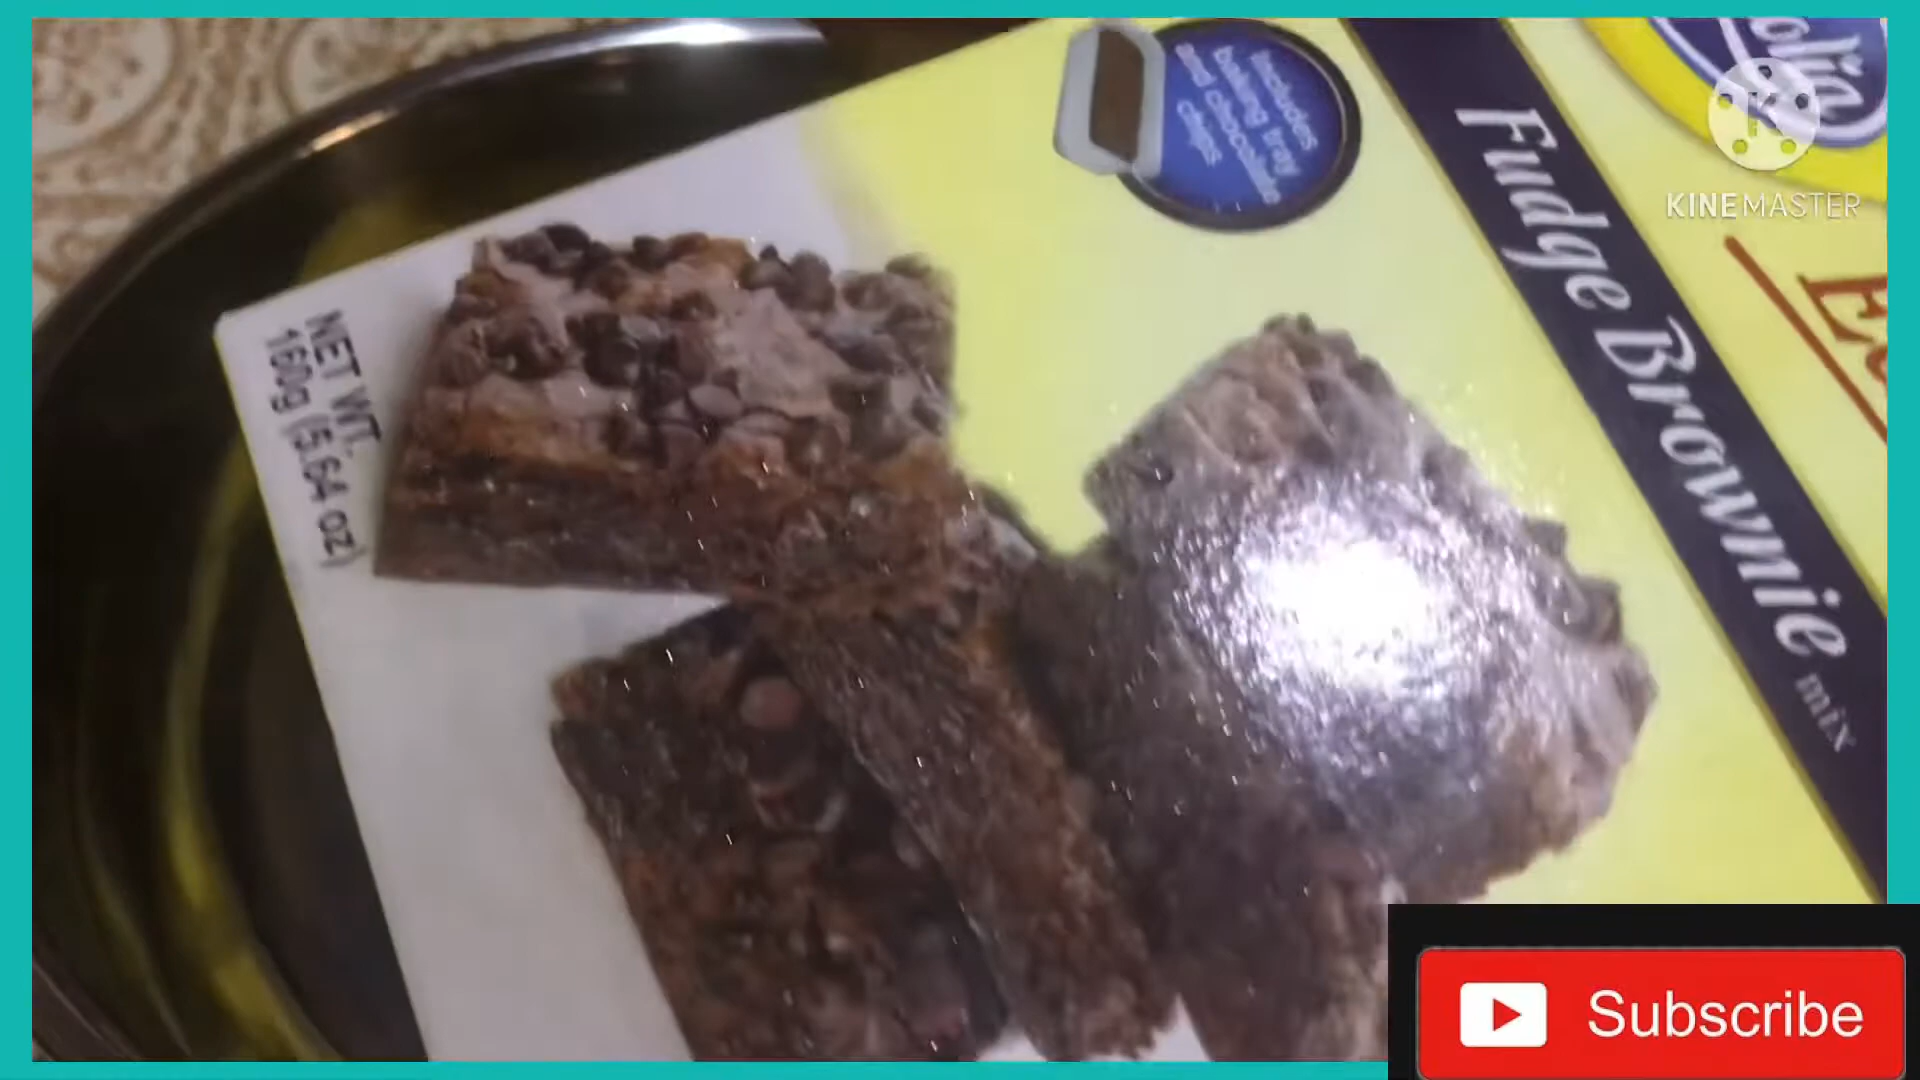 includes
baking tray
and chocolate
chips
Fudge Brownie mix
KINEMASTER
NET WT.
160g (5.64 oz)
Subscribe